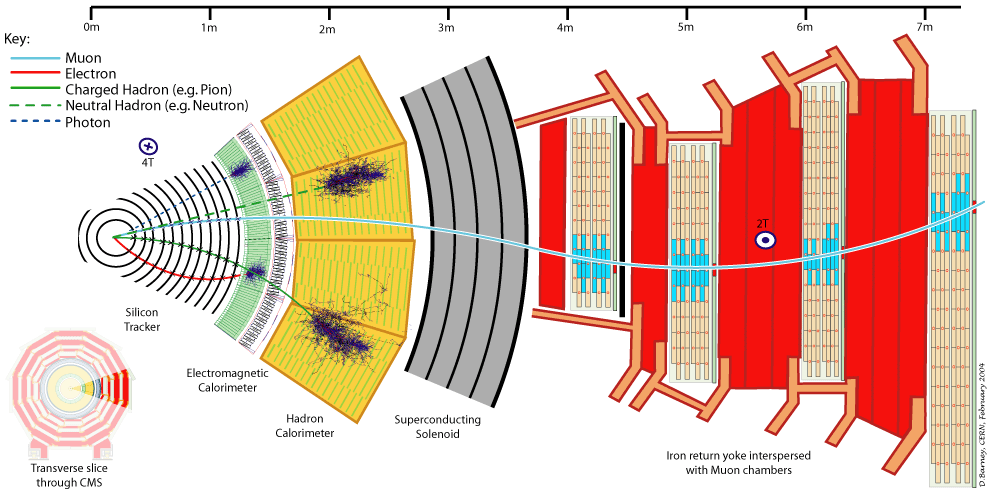 0m 1m 2m 3m 4m 5m 6m 7m
Key:
Muon
Electron
Charged Hadron (e.g. Pion)
Neutral Hadron (e.g. Neutron)
Photon
4T
2T
Silicon
Tracker
Electromagnetic
Calorimeter
Hadron
Calorimeter
Superconducting
Solenoid
Iron return yoke interspersed
with Muon chambers
Transverse slice
through CMS
D.Barney, CERN, February 2004